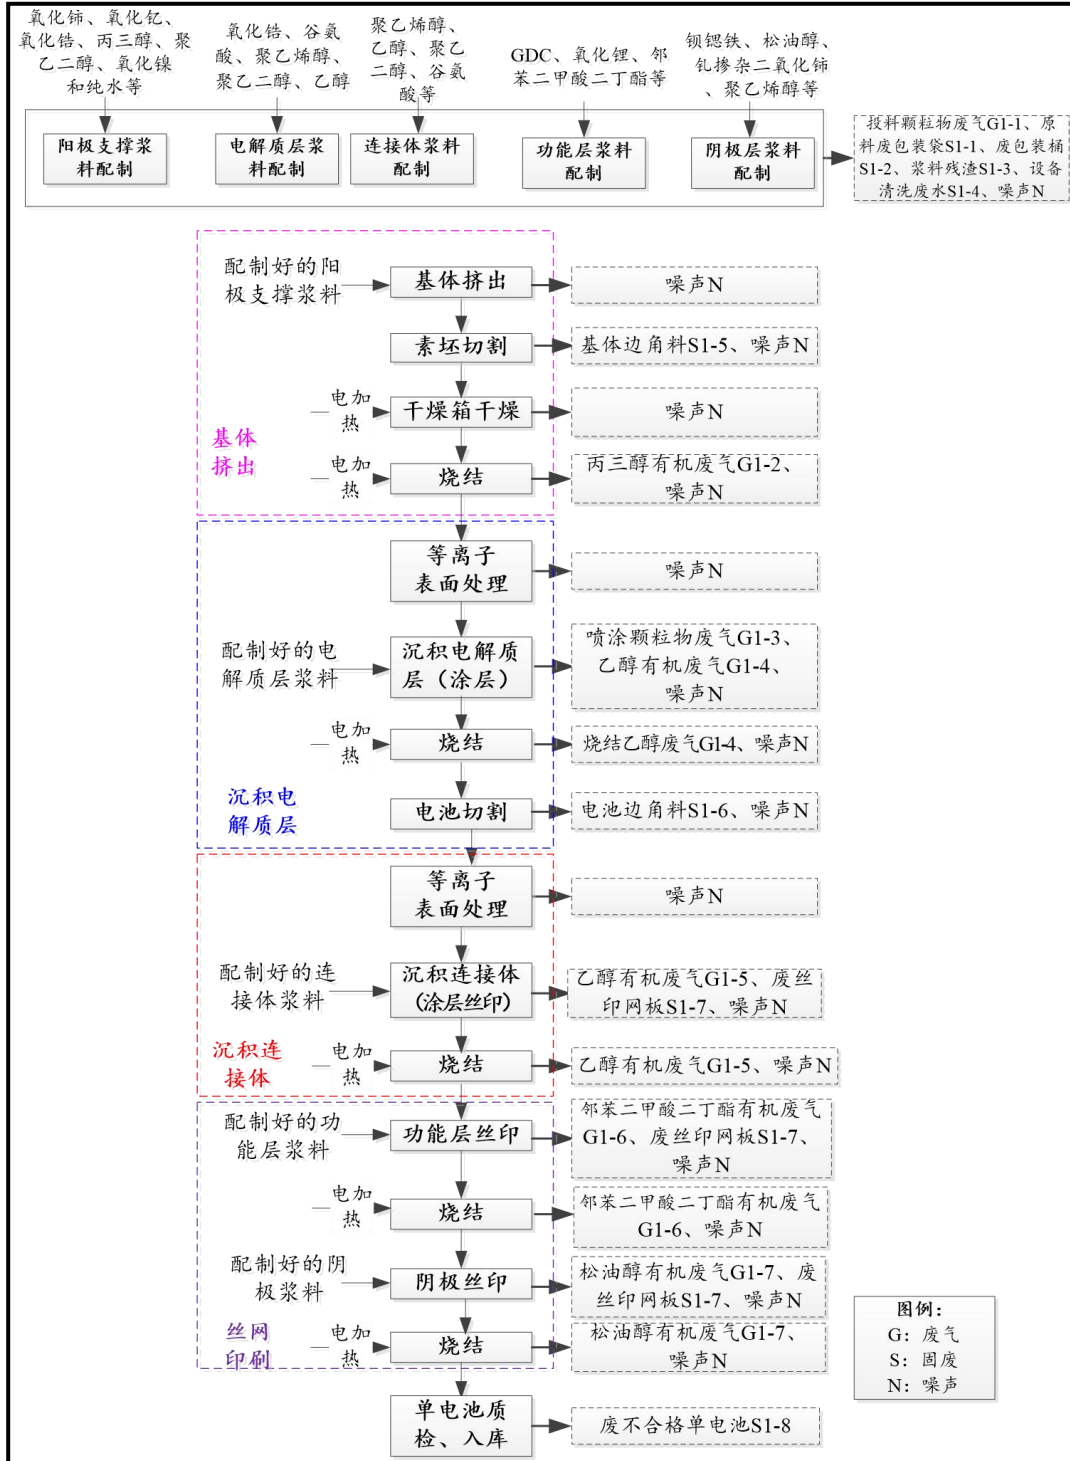 氧化铈、氧化钇、
氧化锆、丙三醇、聚
乙二醇、氧化镍
和纯水等
氧化锆、谷氨
酸、聚乙烯醇、
聚乙二醇、乙醇
聚乙烯醇、
乙醇、聚乙
二醇、谷氨
酸等
GDC、氧化锂、邻
苯二甲酸二丁酯等
钡锶铁、松油醇、
钆掺杂二氧化铈
、聚乙烯醇等
阳极支撑浆
料配制
电解质层浆
料配制
连接体浆料
配制
功能层浆料
配制
阴极层浆料
配制
投料颗粒物废气G1-1、原
料废包装袋S1-1、废包装桶
S1-2、浆料残渣S1-3、设备
清洗废水S1-4、噪声N
配制好的阳
极支撑浆料
基体挤出
噪声N
素坯切割
基体边角料S1-5、噪声N
电加
热
干燥箱干燥
噪声N
基体
挤出
电加
热
烧结
丙三醇有机废气G1-2、
噪声N
等离子
表面处理
噪声N
配制好的电
解质层浆料
沉积电解质
层（涂层）
喷涂颗粒物废气G1-3、
乙醇有机废气G1-4、
噪声N
电加
热
烧结
烧结乙醇废气G1-4、噪声N
沉积电
解质层
电池切割
电池边角料S1-6、噪声N
等离子
表面处理
噪声N
配制好的连
接体浆料
沉积连接体
(涂层丝印)
乙醇有机废气G1-5、废丝
印网板S1-7、噪声N
沉积连
接体
电加
热
烧结
乙醇有机废气G1-5、噪声N
配制好的功
能层浆料
功能层丝印
邻苯二甲酸二丁酯有机废气
G1-6、废丝印网板S1-7、
噪声N
电加
热
烧结
邻苯二甲酸二丁酯有机废气
G1-6、噪声N
配制好的阴
极浆料
阴极丝印
松油醇有机废气G1-7、废
丝印网板S1-7、噪声N
丝网
印刷
电加
热
烧结
松油醇有机废气G1-7、
噪声N
单电池质
检、入库
废不合格单电池S1-8
图例：
G：废气
S：固废
N：噪声